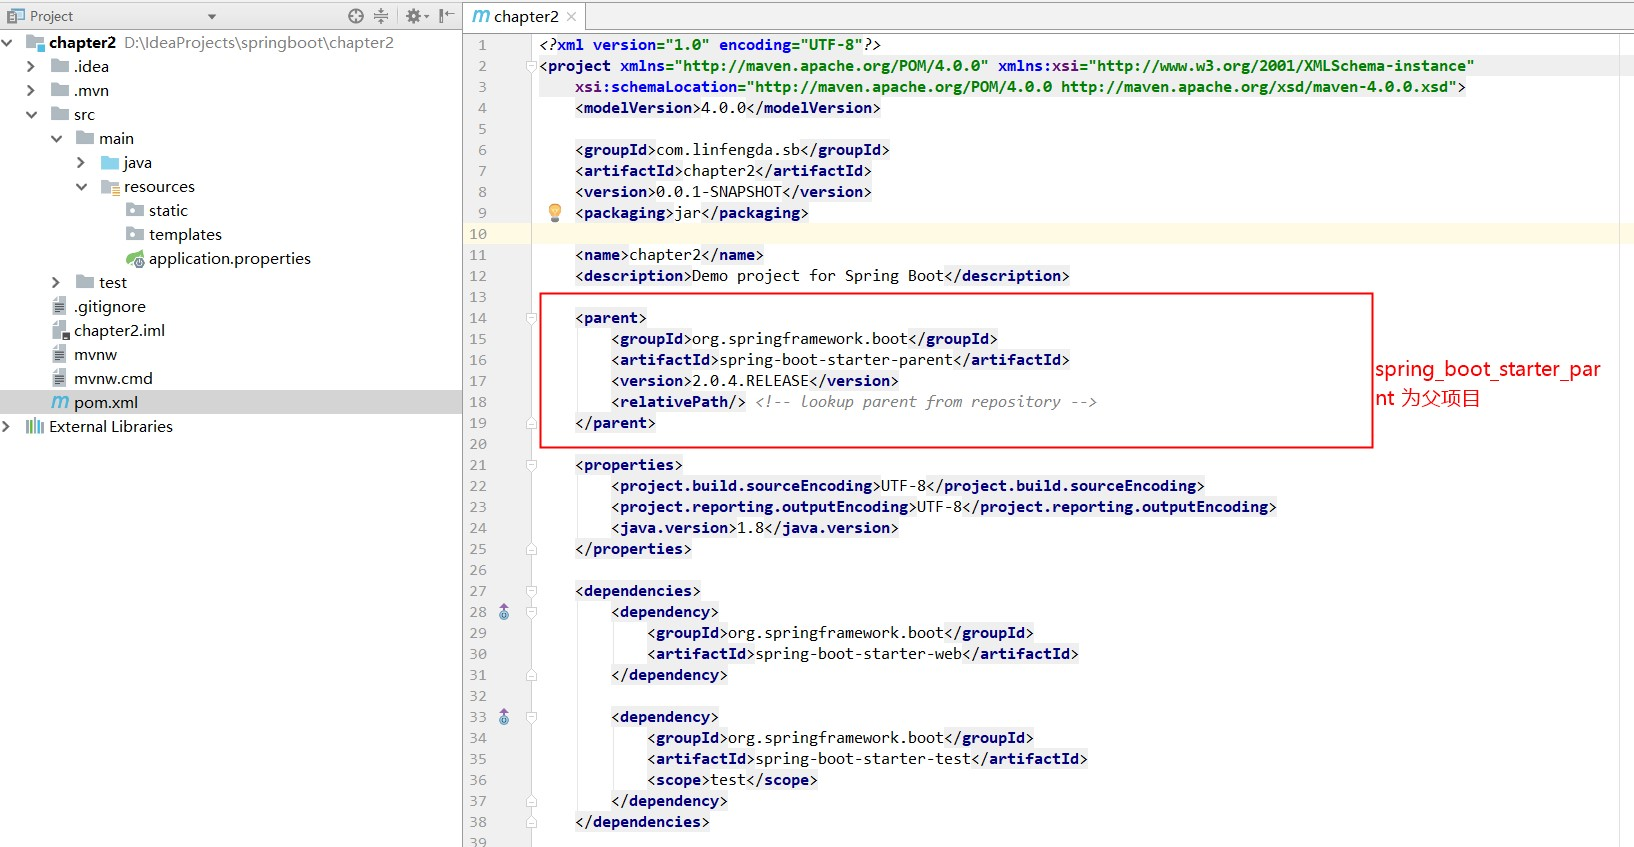 Project
chapter2 D:\IdeaProjects\springboot\chapter2
.idea
.mvn
src
main
java
resources
static
templates
application.properties
test
.gitignore
chapter2.iml
mvnw
mvnw.cmd
pom.xml
External Libraries
chapter2
1 <?xml version="1.0" encoding="UTF-8"?>
2 <project xmlns="http://maven.apache.org/POM/4.0.0" xmlns:xsi="http://www.w3.org/2001/XMLSchema-instance"
3 xsi:schemaLocation="http://maven.apache.org/POM/4.0.0 http://maven.apache.org/xsd/maven-4.0.0.xsd">
4 <modelVersion>4.0.0</modelVersion>
5
6 <groupId>com.linfengda.sb</groupId>
7 <artifactId>chapter2</artifactId>
8 <version>0.0.1-SNAPSHOT</version>
9 <packaging>jar</packaging>
10
11 <name>chapter2</name>
12 <description>Demo project for Spring Boot</description>
13
14 <parent>
15 <groupId>org.springframework.boot</groupId>
16 <artifactId>spring-boot-starter-parent</artifactId>
17 <version>2.0.4.RELEASE</version>
18 <relativePath/> <!-- lookup parent from repository -->
19 </parent>
20
21 <properties>
22 <project.build.sourceEncoding>UTF-8</project.build.sourceEncoding>
23 <project.reporting.outputEncoding>UTF-8</project.reporting.outputEncoding>
24 <java.version>1.8</java.version>
25 </properties>
26
27 <dependencies>
28 <dependency>
29 <groupId>org.springframework.boot</groupId>
30 <artifactId>spring-boot-starter-web</artifactId>
31 </dependency>
32
33 <dependency>
34 <groupId>org.springframework.boot</groupId>
35 <artifactId>spring-boot-starter-test</artifactId>
36 <scope>test</scope>
37 </dependency>
38 </dependencies>
39
spring_boot_starter_par
nt 为父项目